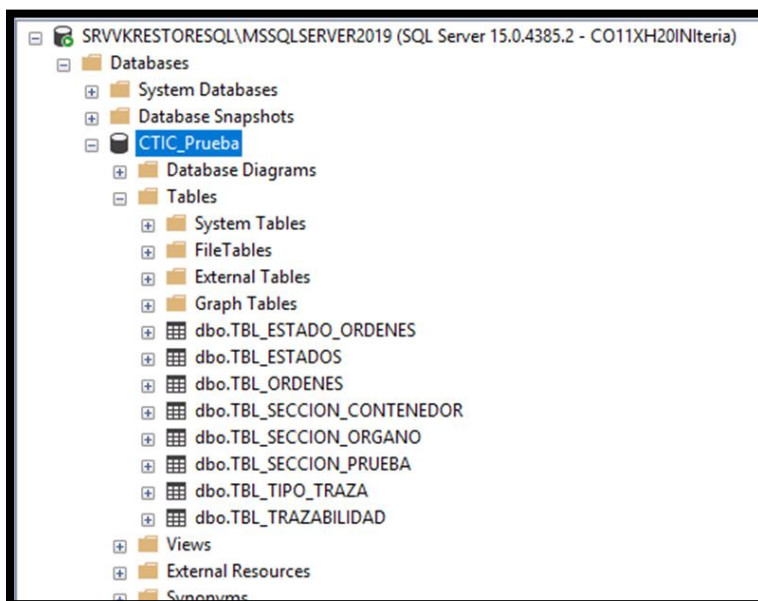 SRVVKRESTORESQL\MSSQLSERVER2019 (SQL Server 15.0.4385.2 - CO11XH20INIteria)
Databases
System Databases
Database Snapshots
CTIC_Prueba
Database Diagrams
Tables
System Tables
FileTables
External Tables
Graph Tables
dbo.TBL_ESTADO_ORDENES
dbo.TBL_ESTADOS
dbo.TBL_ORDENES
dbo.TBL_SECCION_CONTENEDOR
dbo.TBL_SECCION_ORGANO
dbo.TBL_SECCION_PRUEBA
dbo.TBL_TIPO_TRAZA
dbo.TBL_TRAZABILIDAD
Views
External Resources
Synonyms